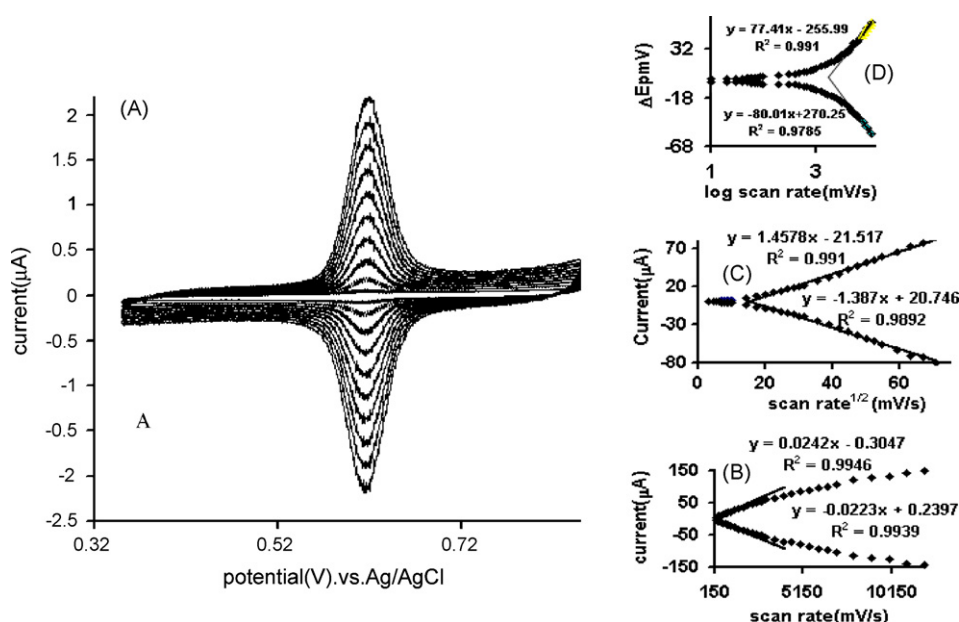 (A)
2
1.5
1
0.5
0
-0.5
-1
-1.5
-2
-2.5
current(μA)
A
0.32
0.52
0.72
potential(V).vs.Ag/AgCl
y = 77.41x - 255.99
R² = 0.991
(D)
32
-18
-68
ΔEpmV
y = -80.01x+270.25
R² = 0.9785
1
3
log scan rate(mV/s)
y = 1.4578x - 21.517
R² = 0.991
(C)
70
20
-30
-80
Current(μA)
y = -1.387x + 20.746
R² = 0.9892
0
20
40
60
scan rate¹/²(mV/s)
y = 0.0242x - 0.3047
R² = 0.9946
(B)
150
50
-50
-150
current(μA)
y = -0.0223x + 0.2397
R² = 0.9939
150
5150
10150
scan rate(mV/s)